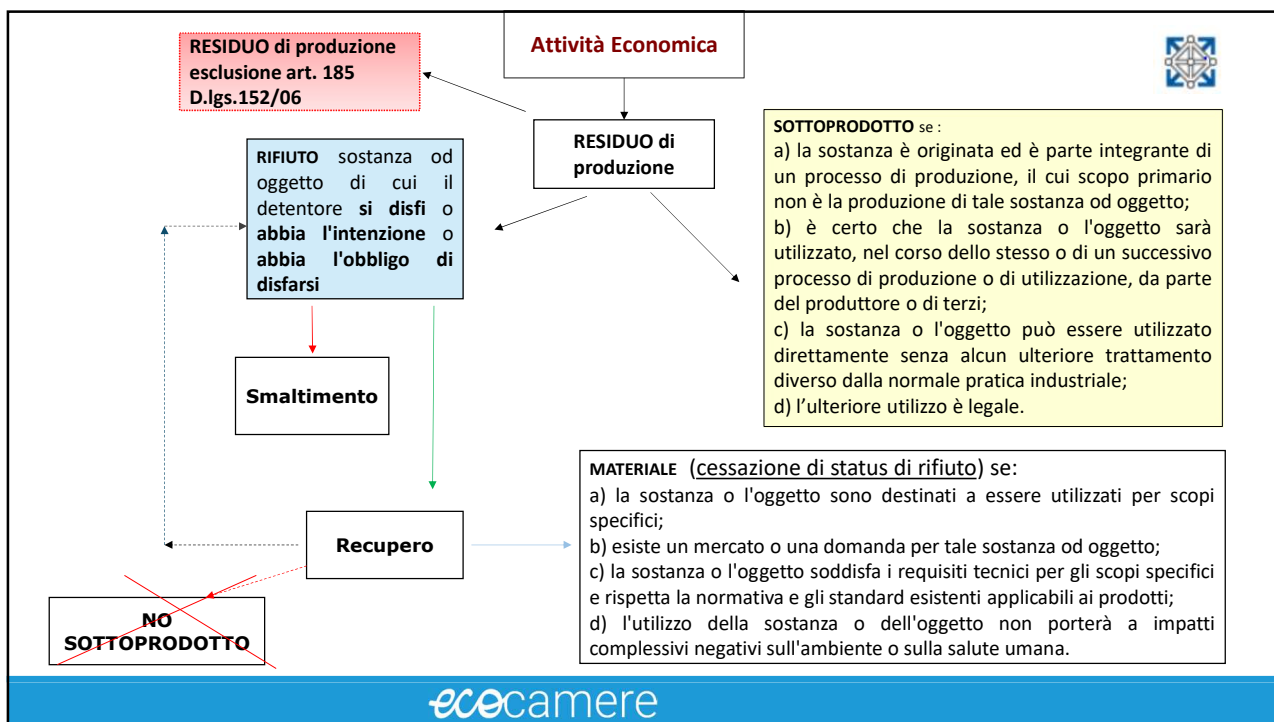 RESIDUO di produzione
esclusione art. 185
D.lgs.152/06
Attività Economica
RESIDUO di
produzione
RIFIUTO sostanza od
oggetto di cui il
detentore si disfi o
abbia l'intenzione o
abbia l'obbligo di
disfarsi
SOTTOPRODOTTO se :
a) la sostanza è originata ed è parte integrante di
un processo di produzione, il cui scopo primario
non è la produzione di tale sostanza od oggetto;
b) è certo che la sostanza o l'oggetto sarà
utilizzato, nel corso dello stesso o di un successivo
processo di produzione o di utilizzazione, da parte
del produttore o di terzi;
c) la sostanza o l'oggetto può essere utilizzato
direttamente senza alcun ulteriore trattamento
diverso dalla normale pratica industriale;
d) l’ulteriore utilizzo è legale.
Smaltimento
Recupero
NO
SOTTOPRODOTTO
MATERIALE (cessazione di status di rifiuto) se:
a) la sostanza o l'oggetto sono destinati a essere utilizzati per scopi
specifici;
b) esiste un mercato o una domanda per tale sostanza od oggetto;
c) la sostanza o l'oggetto soddisfa i requisiti tecnici per gli scopi specifici
e rispetta la normativa e gli standard esistenti applicabili ai prodotti;
d) l'utilizzo della sostanza o dell'oggetto non porterà a impatti
complessivi negativi sull'ambiente o sulla salute umana.
ecocamere